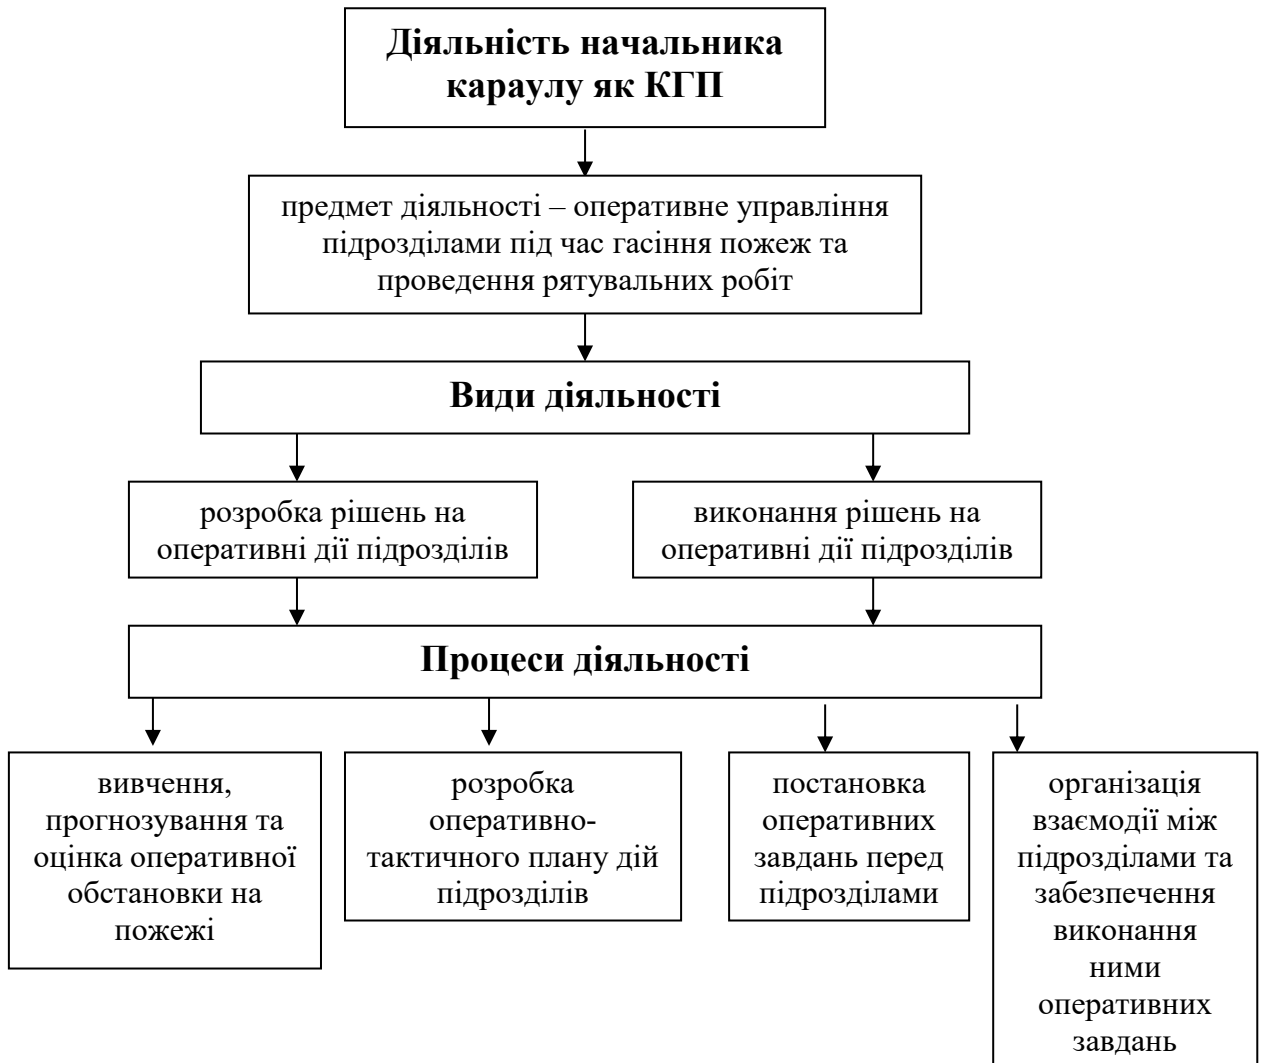 Діяльність начальника
караулу як КГП
предмет діяльності – оперативне управління
підрозділами під час гасіння пожеж та
проведення рятувальних робіт
Види діяльності
розробка рішень на
оперативні дії підрозділів
виконання рішень на
оперативні дії підрозділів
Процеси діяльності
вивчення,
прогнозування та
оцінка оперативної
обстановки на
пожежі
розробка
оперативно-
тактичного плану дій
підрозділів
постановка
оперативних
завдань перед
підрозділами
організація
взаємодії між
підрозділами та
забезпечення
виконання
ними
оперативних
завдань